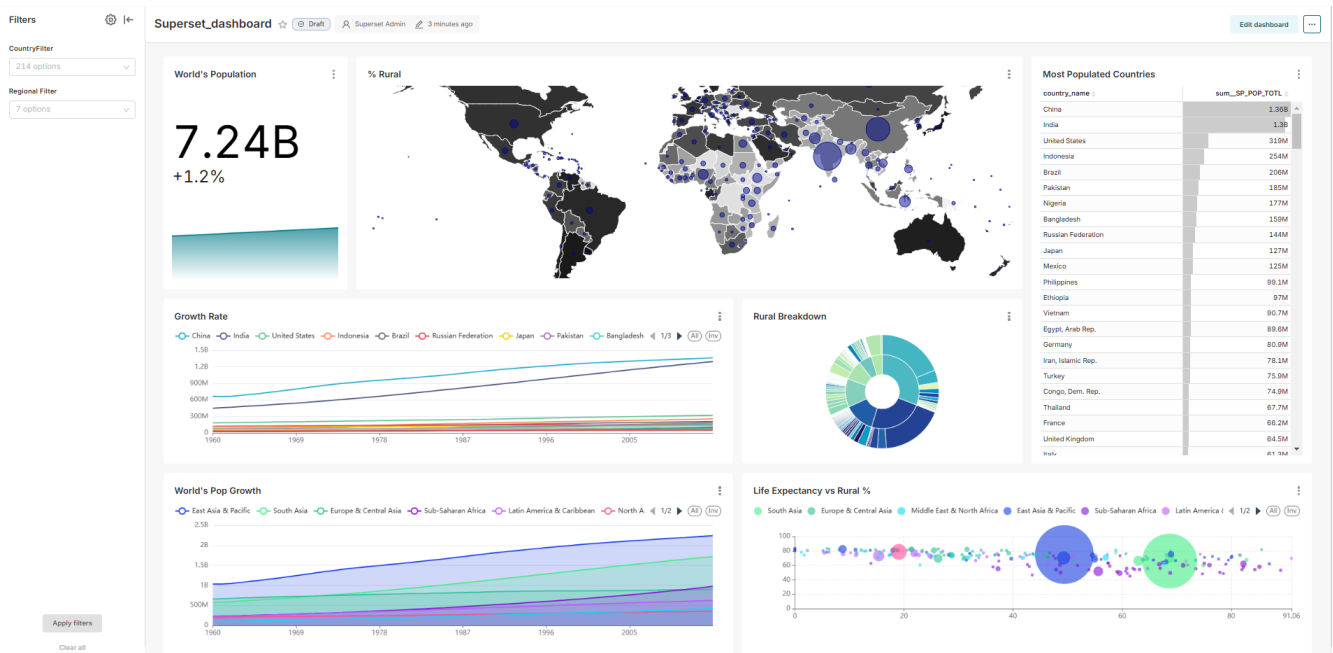 Filters
CountryFilter
214 options
Regional Filter
7 options
Apply filters
Clear all
Superset_dashboard Draft Superset Admin 3 minutes ago
Edit dashboard
World's Population
7.24B
+1.2%
% Rural
Most Populated Countries
country_name sum__SP_POP_TOTL
China 1.36B
India 1.3B
United States 319M
Indonesia 254M
Brazil 206M
Pakistan 185M
Nigeria 177M
Bangladesh 159M
Russian Federation 144M
Japan 127M
Mexico 125M
Philippines 99.1M
Ethiopia 97M
Vietnam 90.7M
Egypt, Arab Rep. 89.6M
Germany 80.9M
Iran, Islamic Rep. 78.1M
Turkey 75.9M
Congo, Dem. Rep. 74.9M
Thailand 67.7M
France 66.2M
United Kingdom 64.5M
Italy 61.3M
Growth Rate
China India United States Indonesia Brazil Russian Federation Japan Pakistan Bangladesh 1/3 All Inv
1.5B
1.2B
900M
600M
300M
0
1960 1969 1978 1987 1996 2005
Rural Breakdown
World's Pop Growth
East Asia & Pacific South Asia Europe & Central Asia Sub-Saharan Africa Latin America & Caribbean North A 1/2 All Inv
2.5B
2B
1.5B
1B
500M
0
1960 1969 1978 1987 1996 2005
Life Expectancy vs Rural %
South Asia Europe & Central Asia Middle East & North Africa East Asia & Pacific Sub-Saharan Africa Latin America & 1/2 All Inv
100
80
60
40
20
0
0 20 40 60 80 91.06